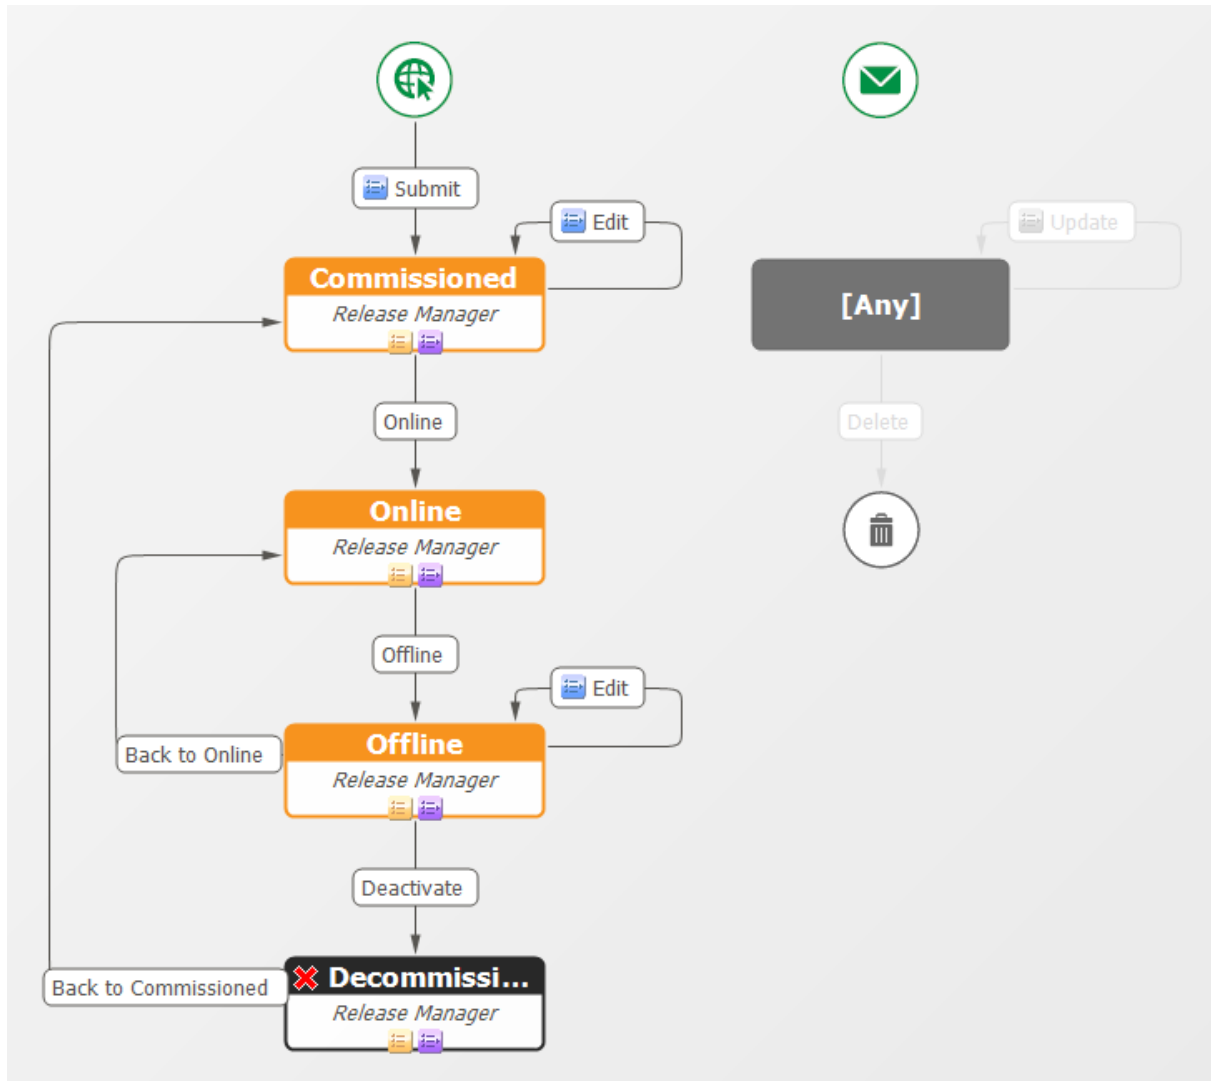 Submit
Edit
Update
Commissioned
Release Manager
[Any]
Online
Delete
Online
Release Manager
Offline
Edit
Back to Online
Offline
Release Manager
Deactivate
Back to Commissioned
Decommissi...
Release Manager